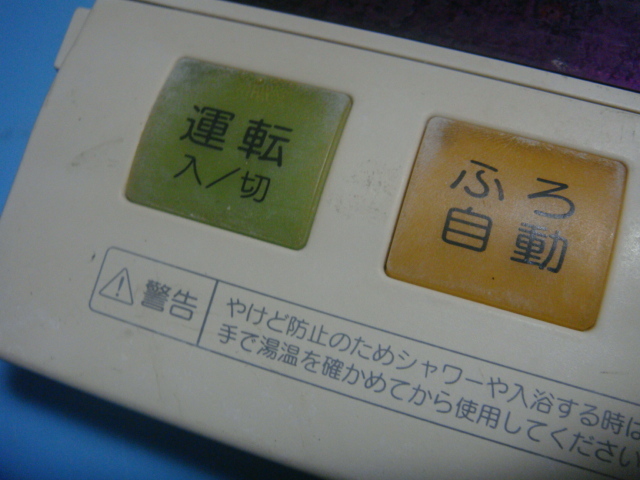 運転
入／切
ふろ
自動
警告
やけど防止のためシャワーや入浴する時は
手で湯温を確かめてから使用してください